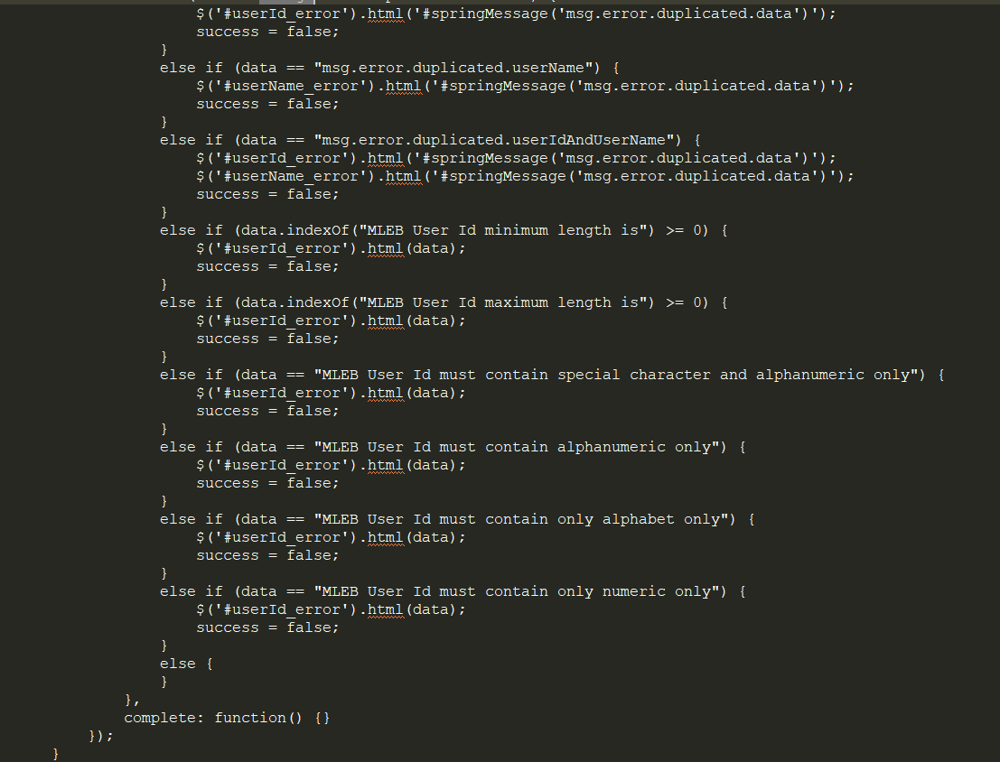 $('#userId_error').html('#springMessage('msg.error.duplicated.data')');
success = false;
}
else if (data == "msg.error.duplicated.userName") {
$('#userName_error').html('#springMessage('msg.error.duplicated.data')');
success = false;
}
else if (data == "msg.error.duplicated.userIdAndUserName") {
$('#userId_error').html('#springMessage('msg.error.duplicated.data')');
$('#userName_error').html('#springMessage('msg.error.duplicated.data')');
success = false;
}
else if (data.indexOf("MLEB User Id minimum length is") >= 0) {
$('#userId_error').html(data);
success = false;
}
else if (data.indexOf("MLEB User Id maximum length is") >= 0) {
$('#userId_error').html(data);
success = false;
}
else if (data == "MLEB User Id must contain special character and alphanumeric only") {
$('#userId_error').html(data);
success = false;
}
else if (data == "MLEB User Id must contain alphanumeric only") {
$('#userId_error').html(data);
success = false;
}
else if (data == "MLEB User Id must contain only alphabet only") {
$('#userId_error').html(data);
success = false;
}
else if (data == "MLEB User Id must contain only numeric only") {
$('#userId_error').html(data);
success = false;
}
else {
}
},
complete: function() {}
});
}